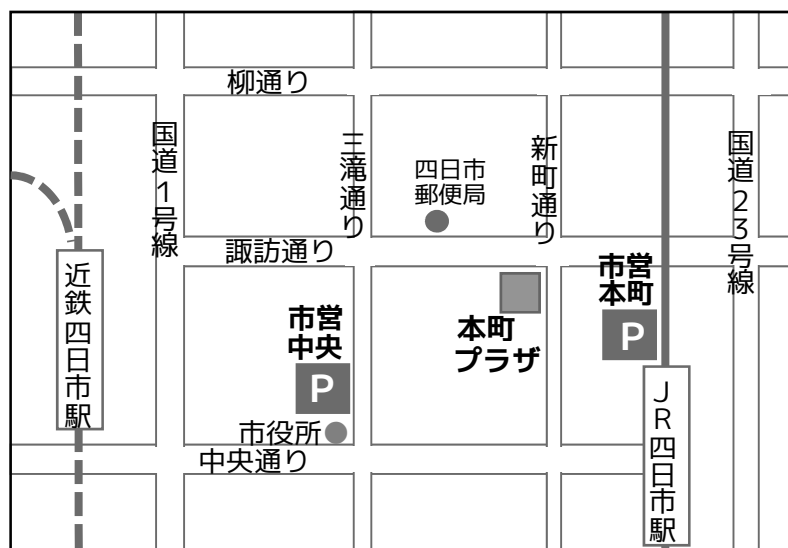 柳通り
国道1号線
三滝通り
四日市
郵便局
新町通り
国道23号線
諏訪通り
近鉄四日市駅
市営
中央
P
本町
プラザ
市営
本町
P
JR四日市駅
市役所
中央通り